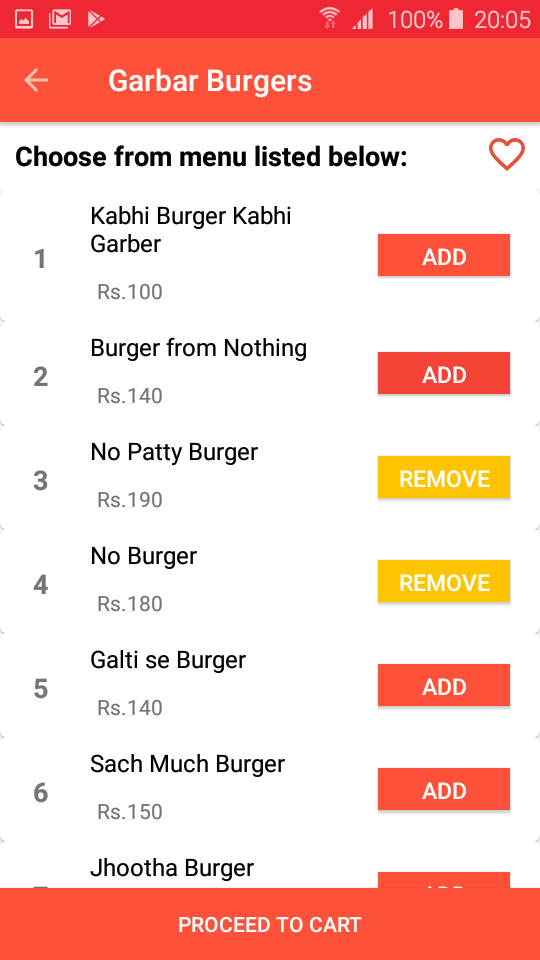 100% 20:05
Garbar Burgers
Choose from menu listed below:
Kabhi Burger Kabhi
Garber
1
ADD
Rs.100
Burger from Nothing
2
ADD
Rs.140
No Patty Burger
3
REMOVE
Rs.190
No Burger
4
REMOVE
Rs.180
Galti se Burger
5
ADD
Rs.140
Sach Much Burger
6
ADD
Rs.150
Jhootha Burger
PROCEED TO CART